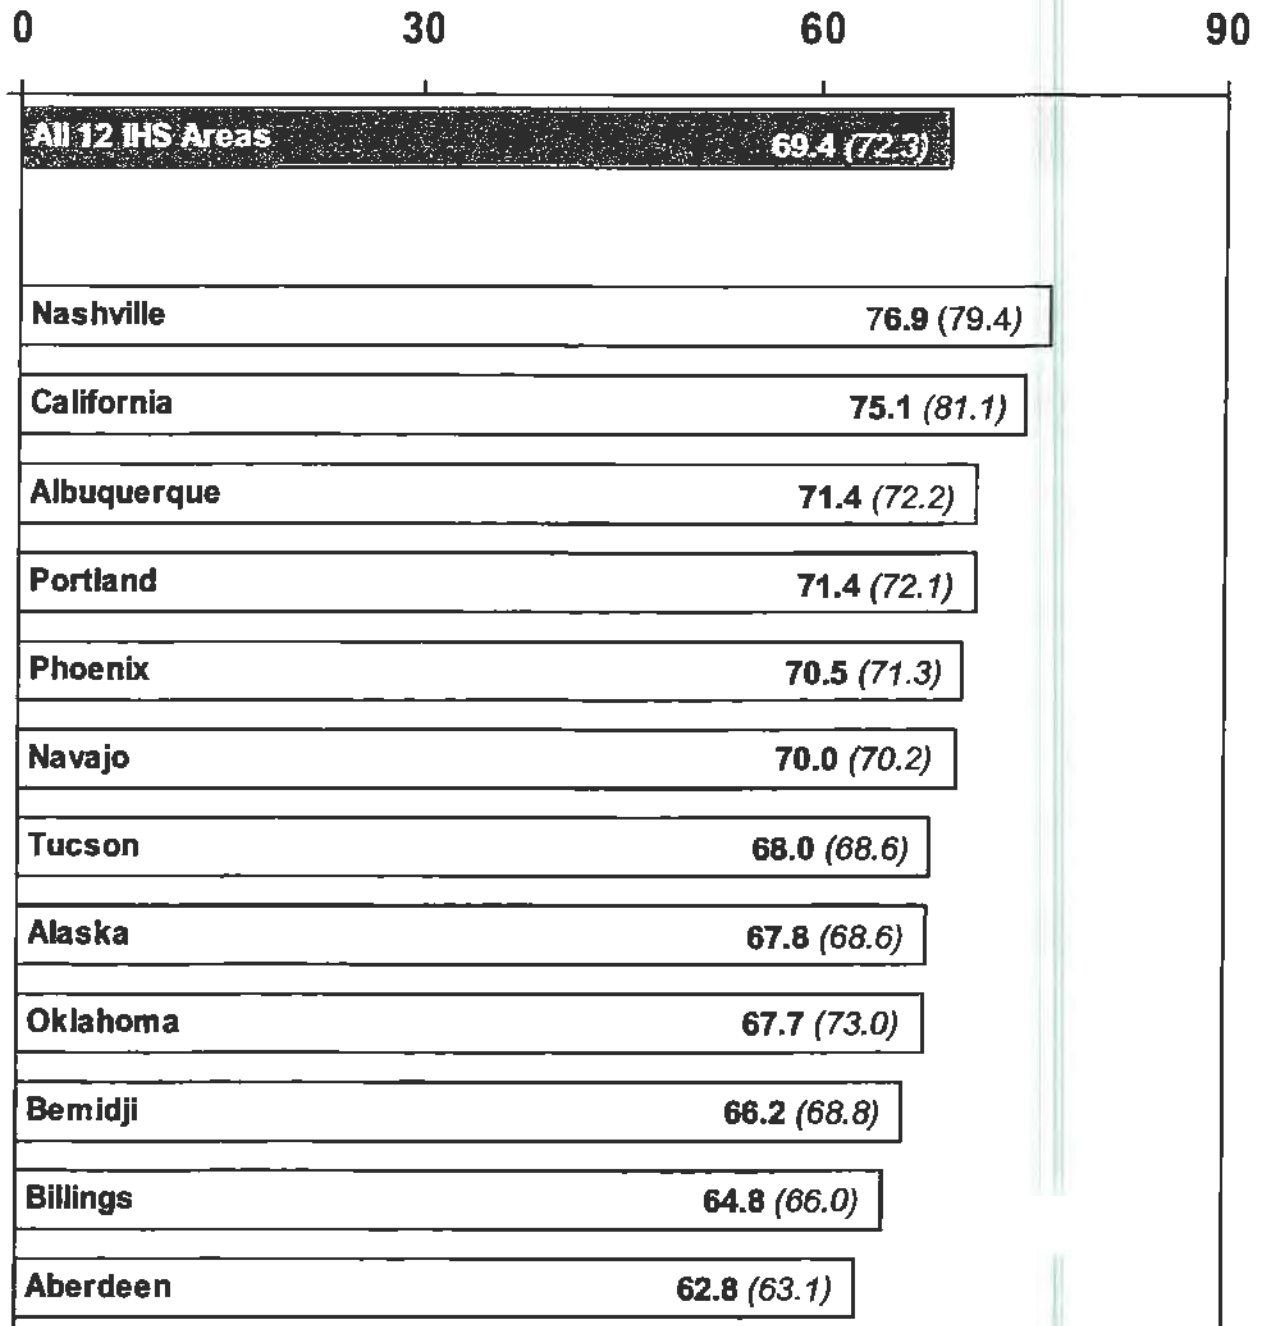 0 30 60 90
All 12 IHS Areas 69.4 (72.3)
Nashville 76.9 (79.4)
California 75.1 (81.1)
Albuquerque 71.4 (72.2)
Portland 71.4 (72.1)
Phoenix 70.5 (71.3)
Navajo 70.0 (70.2)
Tucson 68.0 (68.6)
Alaska 67.8 (68.6)
Oklahoma 67.7 (73.0)
Bemidji 66.2 (68.8)
Billings 64.8 (66.0)
Aberdeen 62.8 (63.1)